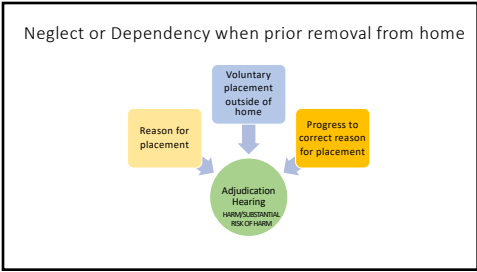 Neglect or Dependency when prior removal from home
Voluntary
placement
outside of
home
Reason for
placement
Progress to
correct reason
for placement
Adjudication
Hearing
HARM/SUBSTANTIAL
RISK OF HARM